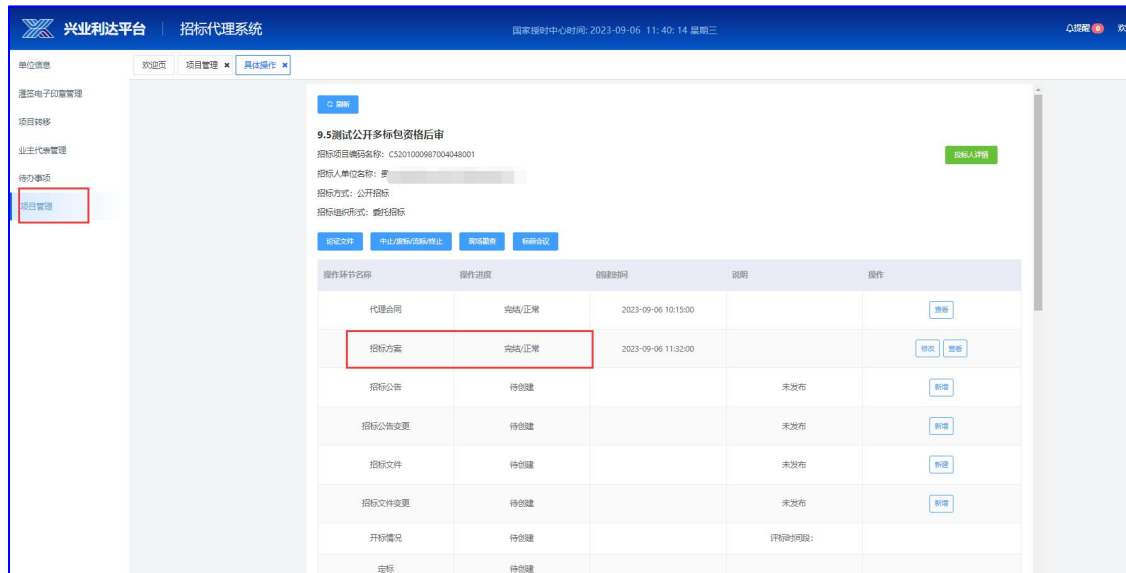 兴业利达平台 招标代理系统 国家授时中心时间: 2023-09-06 11:40:14 星期三 提醒 0 欢
单位信息 欢迎页 项目管理 × 具体操作 ×
蓬签电子印章管理
项目转移
业主代表管理
待办事项
项目管理
刷新
9.5测试公开多标包资格后审
招标项目编码名称: C5201000987004048001 投标人详情
招标人单位名称: 贵
招标方式: 公开招标
招标组织形式: 委托招标
论证文件 中止/废标/流标/终止 现场勘查 标前会议
操作环节名称 操作进度 创建时间 说明 操作
代理合同 完结/正常 2023-09-06 10:15:00 查看
招标方案 完结/正常 2023-09-06 11:32:00 修改 查看
招标公告 待创建 未发布 新增
招标公告变更 待创建 未发布 新增
招标文件 待创建 未发布 新建
招标文件变更 待创建 未发布 新增
开标情况 待创建 评标时间段:
定标 待创建